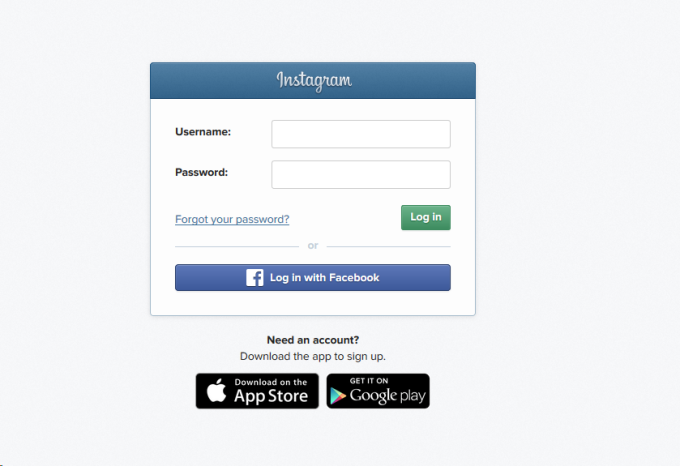 Instagram
Username:
Password:
Forgot your password?
Log in
or
Log in with Facebook
Need an account?
Download the app to sign up.
Download on the
App Store
GET IT ON
Google play